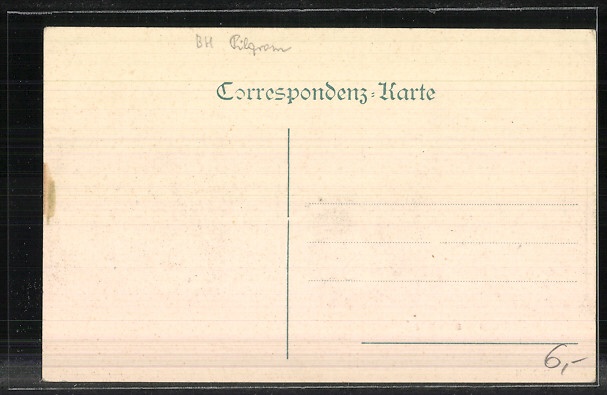 BH Pilgram
Correspondenz-Karte
6,-